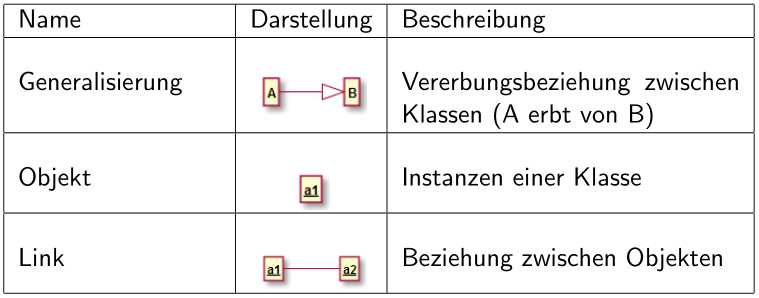 Name Darstellung Beschreibung
Generalisierung A B Vererbungsbeziehung zwischen
Klassen (A erbt von B)
Objekt a1 Instanzen einer Klasse
Link a1 a2 Beziehung zwischen Objekten